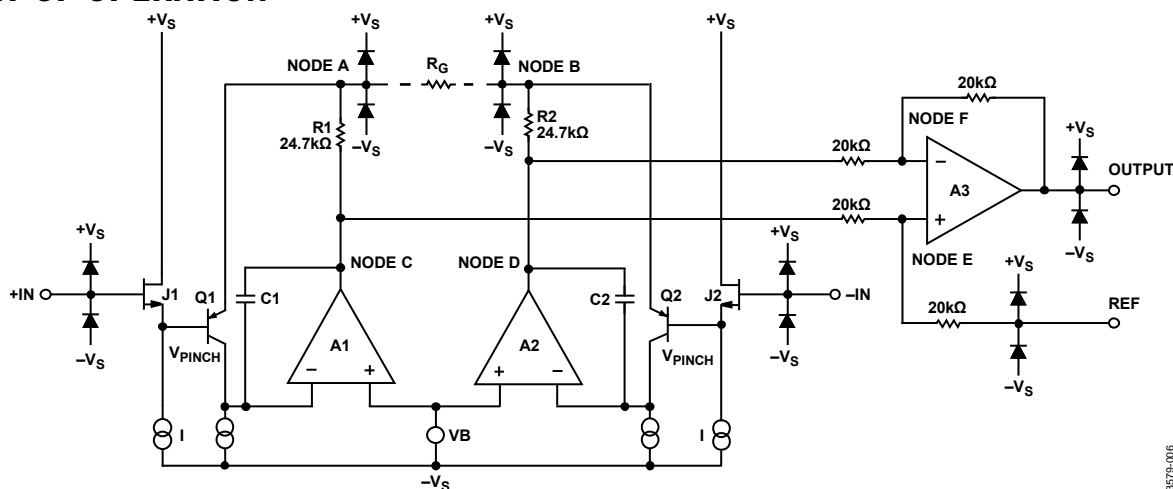 +VS
+VS
+VS
+VS
NODE A
RG
NODE B
20kΩ
R1
24.7kΩ
–VS
–VS
R2
24.7kΩ
NODE F
20kΩ
+VS
OUTPUT
A3
20kΩ
–VS
+VS
NODE C
NODE D
NODE E
+VS
+VS
+IN
J1
Q1
C1
C2
Q2
J2
–IN
20kΩ
REF
–VS
VPINCH
A1
A2
VPINCH
–VS
–VS
I
VB
I
–VS